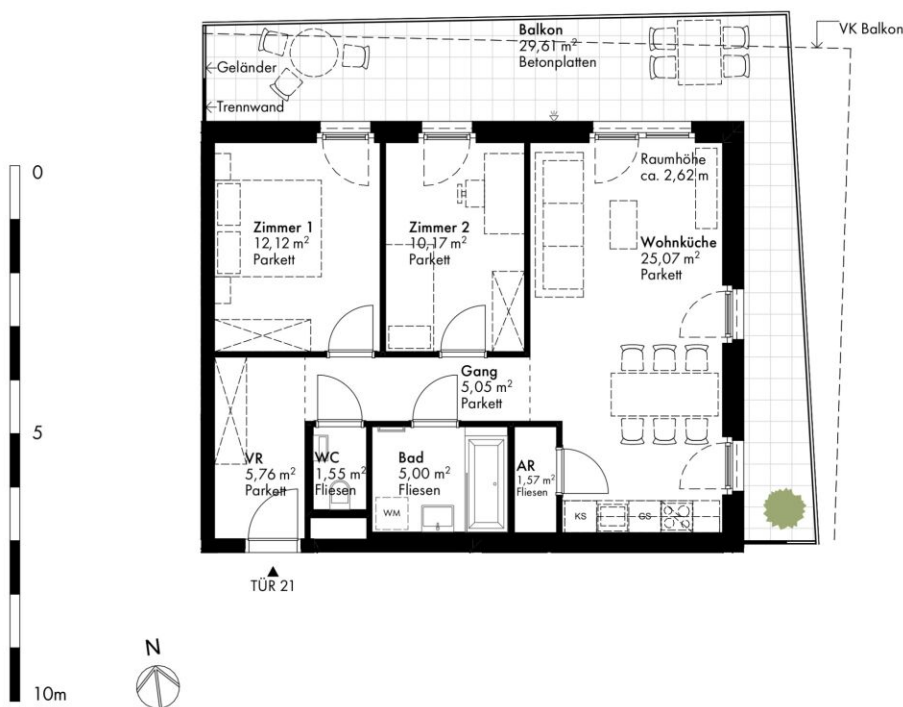 Balkon
29,61 m²
Betonplatten
VK Balkon
Geländer
Trennwand
0
Raumhöhe
ca. 2,62 m
Zimmer 1
12,12 m²
Parkett
Zimmer 2
10,17 m²
Parkett
Wohnküche
25,07 m²
Parkett
Gang
5,05 m²
Parkett
5
VR
5,76 m²
Parkett
WC
1,55 m²
Fliesen
Bad
5,00 m²
Fliesen
AR
1,57 m²
Fliesen
WM
KS
GS
TÜR 21
N
10m